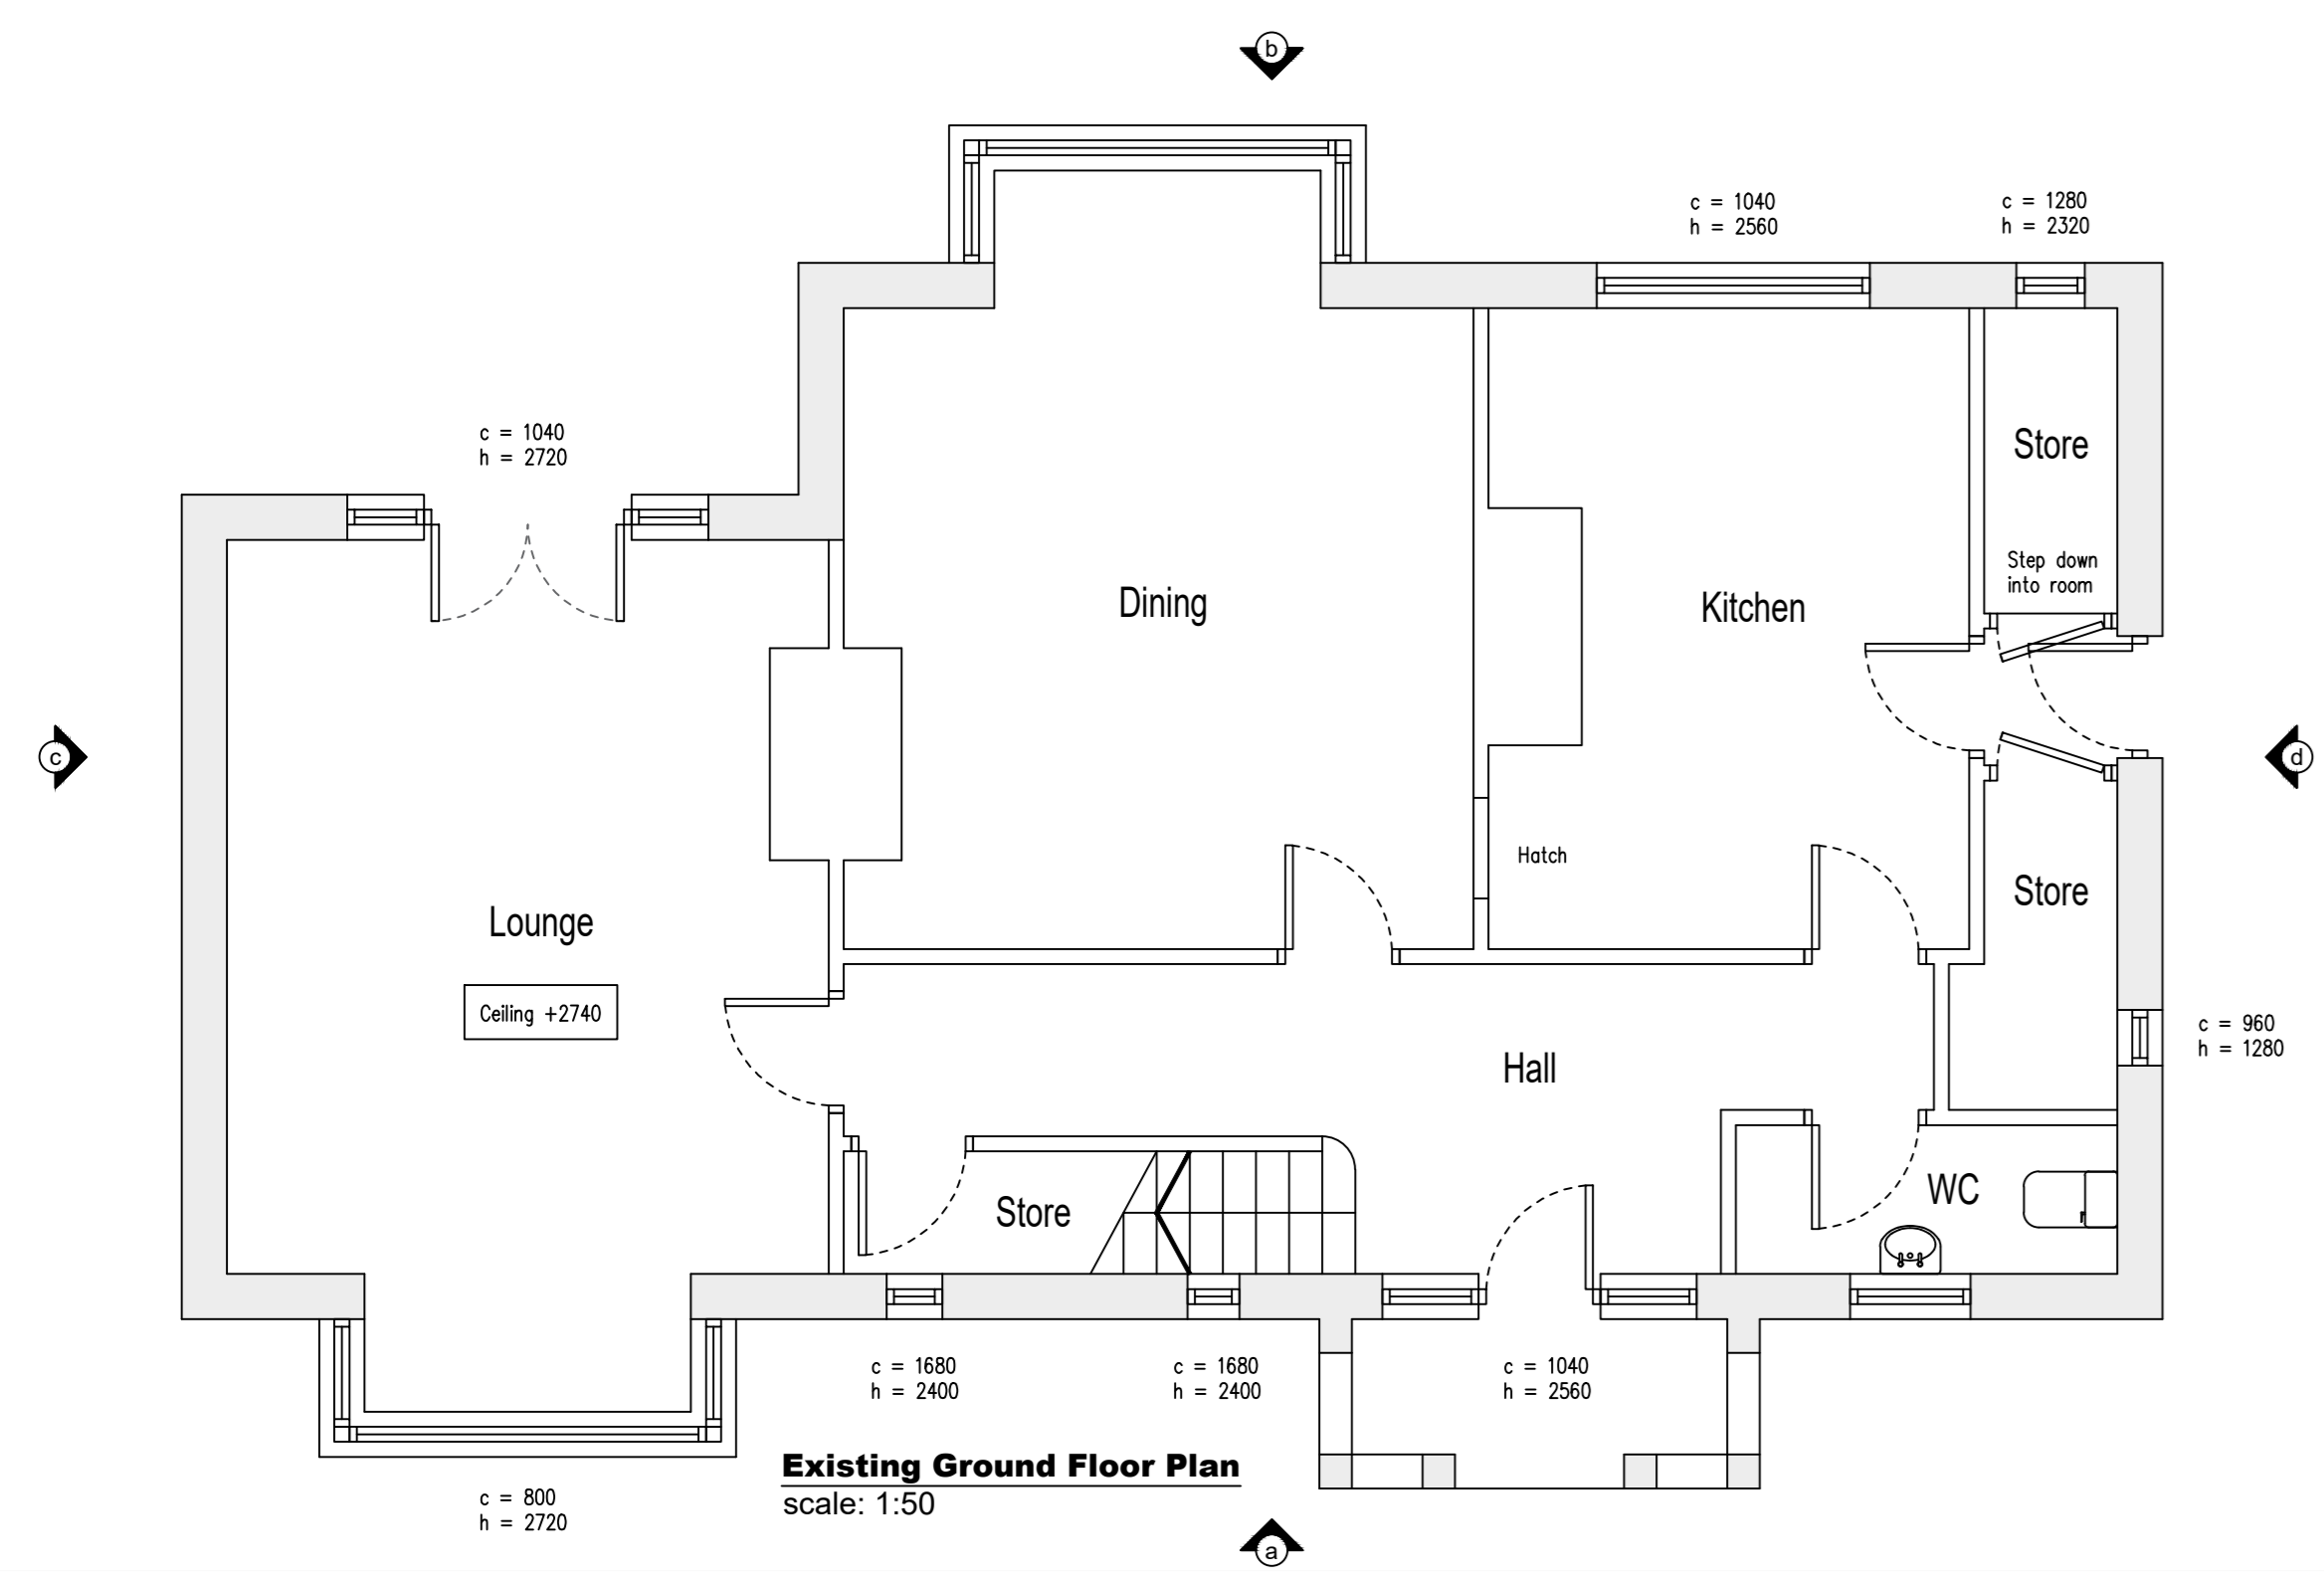 b
c = 1040
h = 2560
c = 1280
h = 2320
c = 1040
h = 2720
Store
Step down
into room
Dining
Kitchen
c
d
Hatch
Store
Lounge
Ceiling +2740
c = 960
h = 1280
Hall
WC
Store
c = 1680
h = 2400
c = 1680
h = 2400
c = 1040
h = 2560
Existing Ground Floor Plan
scale: 1:50
c = 800
h = 2720
a